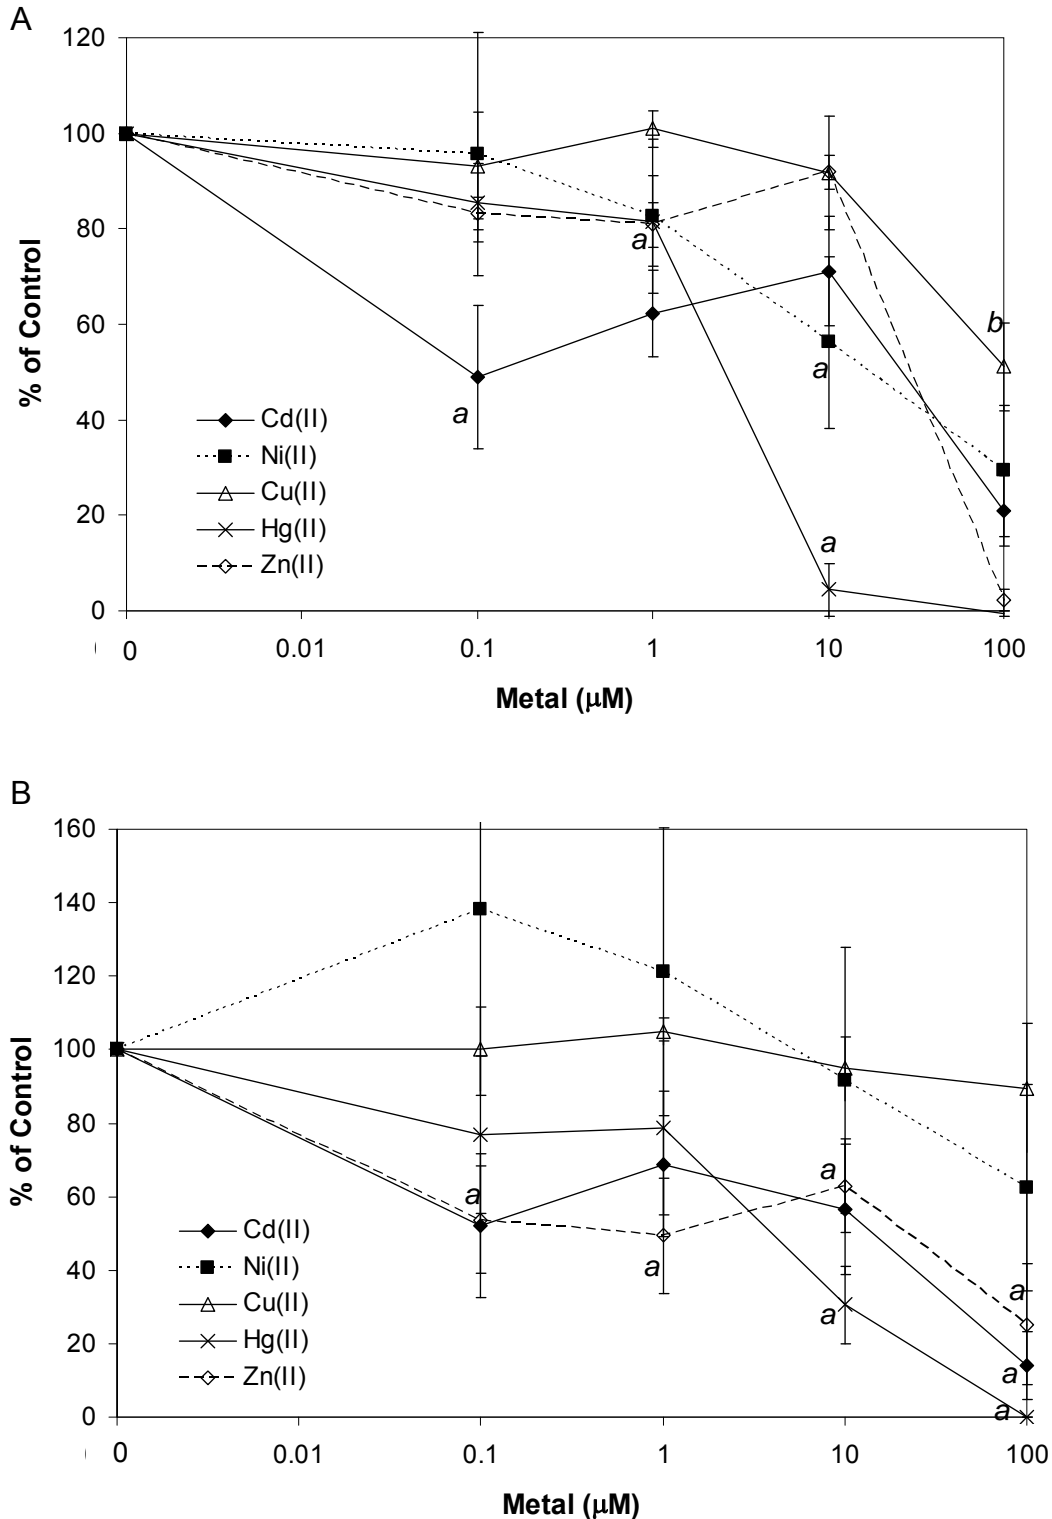 A
120
100
80
60
40
20
0
% of Control
a
a
a
a
b
Cd(II)
Ni(II)
Cu(II)
Hg(II)
Zn(II)
0 0.01 0.1 1 10 100
Metal (μM)
B
160
140
120
100
80
60
40
20
0
% of Control
a
a
a
a
a
a
a
Cd(II)
Ni(II)
Cu(II)
Hg(II)
Zn(II)
0 0.01 0.1 1 10 100
Metal (μM)